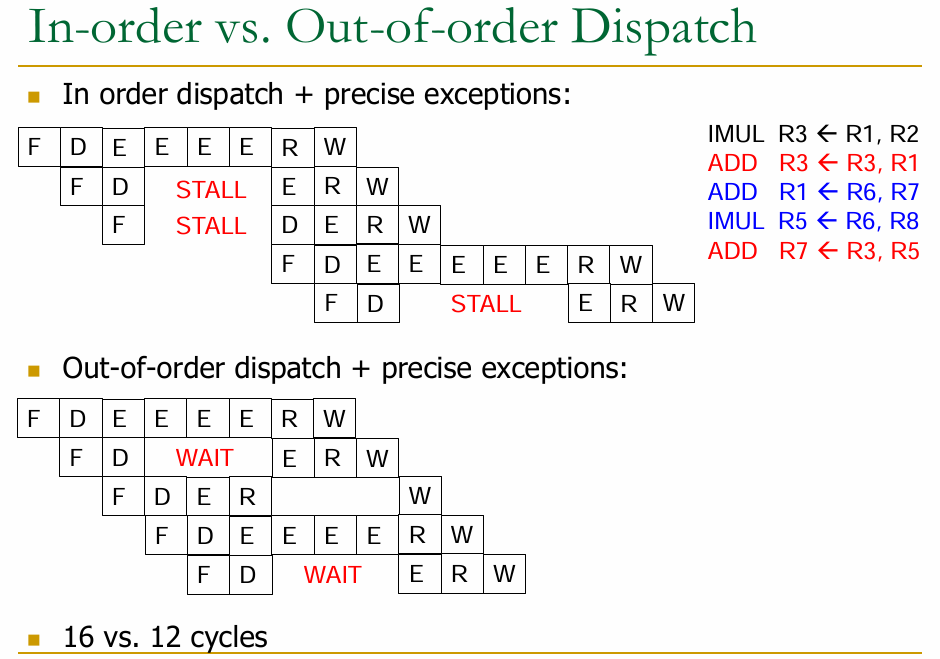 In-order vs. Out-of-order Dispatch
In order dispatch + precise exceptions:
F D E E E E R W
F D STALL E R W
F STALL D E R W
F D E E E E E R W
F D STALL E R W
IMUL R3 ← R1, R2
ADD R3 ← R3, R1
ADD R1 ← R6, R7
IMUL R5 ← R6, R8
ADD R7 ← R3, R5
Out-of-order dispatch + precise exceptions:
F D E E E E R W
F D WAIT E R W
F D E R W
F D E E E E R W
F D WAIT E R W
16 vs. 12 cycles